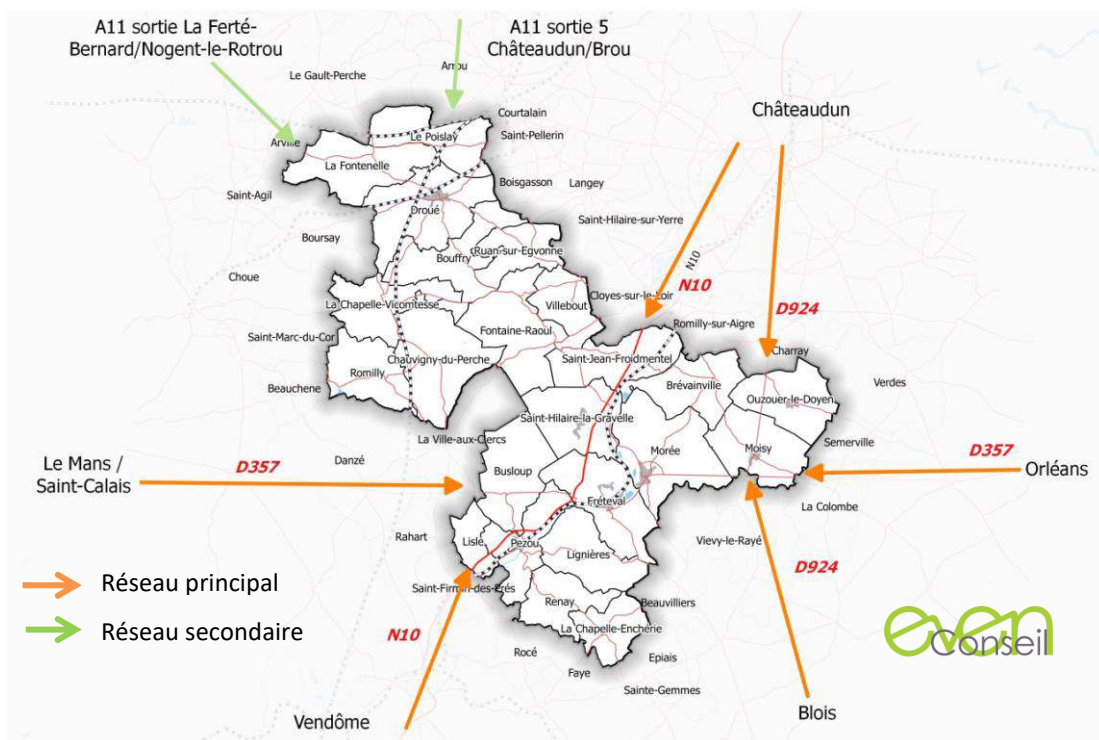 A11 sortie La Ferté-
Bernard/Nogent-le-Rotrou
A11 sortie 5
Châteaudun/Brou
Arrou
Le Gault-Perche
Châteaudun
Courtalain
Le Poislay
Saint-Pellerin
Arville
La Fontenelle
Boisgasson
Langey
Saint-Agil
Droué
Saint-Hilaire-sur-Yerre
Boursay
Ruan-sur-Egvonne
Bouffry
N10
Choue
N10
Cloyes-sur-le-Loir
La Chapelle-Vicomtesse
Villebout
D924
Romilly-sur-Aigre
Fontaine-Raoul
Saint-Marc-du-Cor
Charray
Chauvigny-du-Perche
Saint-Jean-Froidmentel
Romilly
Brévainville
Verdes
Beauchene
Ouzouer-le-Doyen
Saint-Hilaire-la-Gravelle
La Ville-aux-Clercs
Semerville
Morée
Moisy
D357
Le Mans /
Saint-Calais
D357
Danzé
Busloup
Orléans
Fréteval
La Colombe
Rahart
Lisle
Pezou
Vievy-le-Rayé
Lignières
D924
Réseau principal
Saint-Firmin-des-Prés
Renay
Beauvilliers
Réseau secondaire
N10
La Chapelle-Enchérie
even
Conseil
Rocé
Epiais
Faye
Sainte-Gemmes
Vendôme
Blois